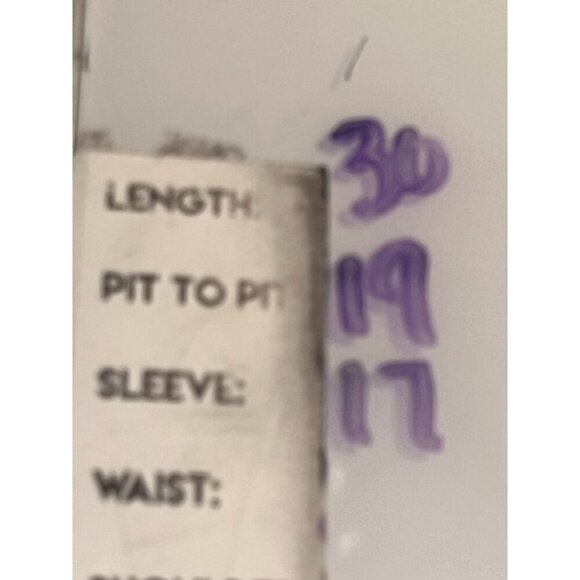 LENGTH: 30
PIT TO PIT 19
SLEEVE: 17
WAIST: